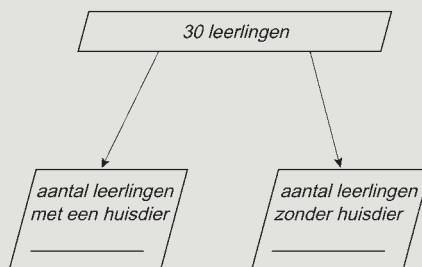 30 leerlingen
aantal leerlingen
met een huisdier
aantal leerlingen
zonder huisdier